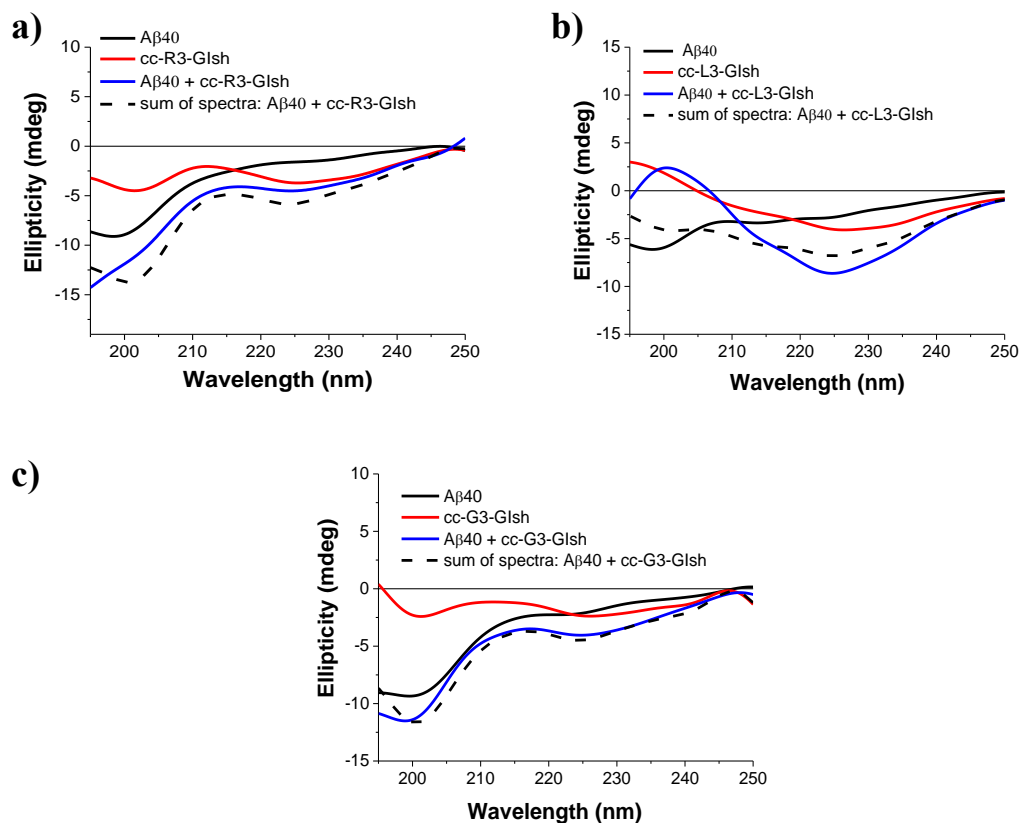 a)
Aβ40
cc-R3-GIsh
Aβ40 + cc-R3-GIsh
sum of spectra: Aβ40 + cc-R3-GIsh
10
5
0
-5
-10
-15
Ellipticity (mdeg)
200 210 220 230 240 250
Wavelength (nm)
b)
Aβ40
cc-L3-GIsh
Aβ40 + cc-L3-GIsh
sum of spectra: Aβ40 + cc-L3-GIsh
15
10
5
0
-5
-10
-15
Ellipticity (mdeg)
200 210 220 230 240 250
Wavelength (nm)
c)
Aβ40
cc-G3-GIsh
Aβ40 + cc-G3-GIsh
sum of spectra: Aβ40 + cc-G3-GIsh
10
5
0
-5
-10
-15
Ellipticity (mdeg)
200 210 220 230 240 250
Wavelength (nm)